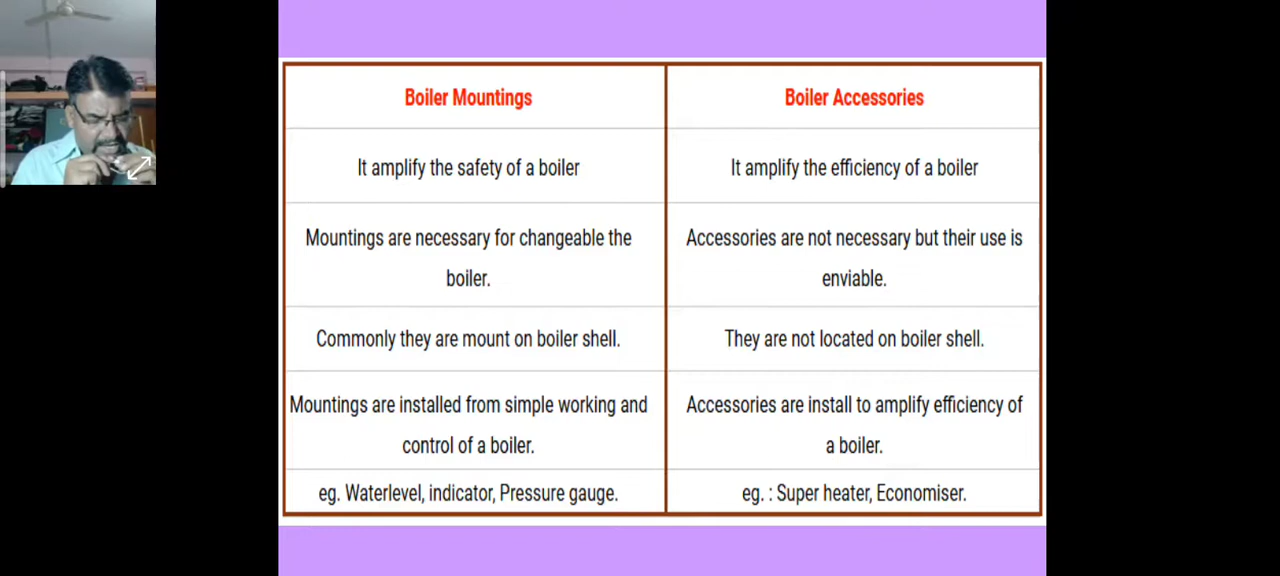 Boiler Mountings
Boiler Accessories
It amplify the safety of a boiler
It amplify the efficiency of a boiler
Mountings are necessary for changeable the
boiler.
Accessories are not necessary but their use is
enviable.
Commonly they are mount on boiler shell.
They are not located on boiler shell.
Mountings are installed from simple working and
control of a boiler.
Accessories are install to amplify efficiency of
a boiler.
eg. Waterlevel, indicator, Pressure gauge.
eg. : Super heater, Economiser.